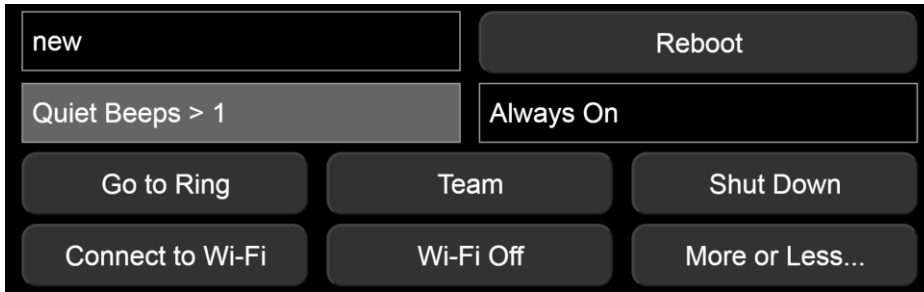 new
Reboot
Quiet Beeps > 1
Always On
Go to Ring
Team
Shut Down
Connect to Wi-Fi
Wi-Fi Off
More or Less...